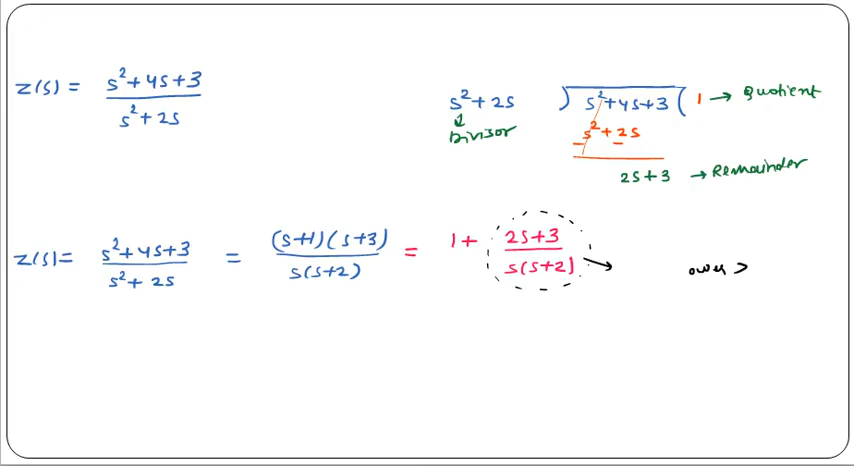 z(s) = s²+4s+3 / s²+2s
s²+2s ) s²+4s+3 ( 1 → Quotient
Divisor
s²+2s
2s+3 → Remainder
z(s) = s²+4s+3 / s²+2s = (s+1)(s+3) / s(s+2) = 1 + 2s+3 / s(s+2) →